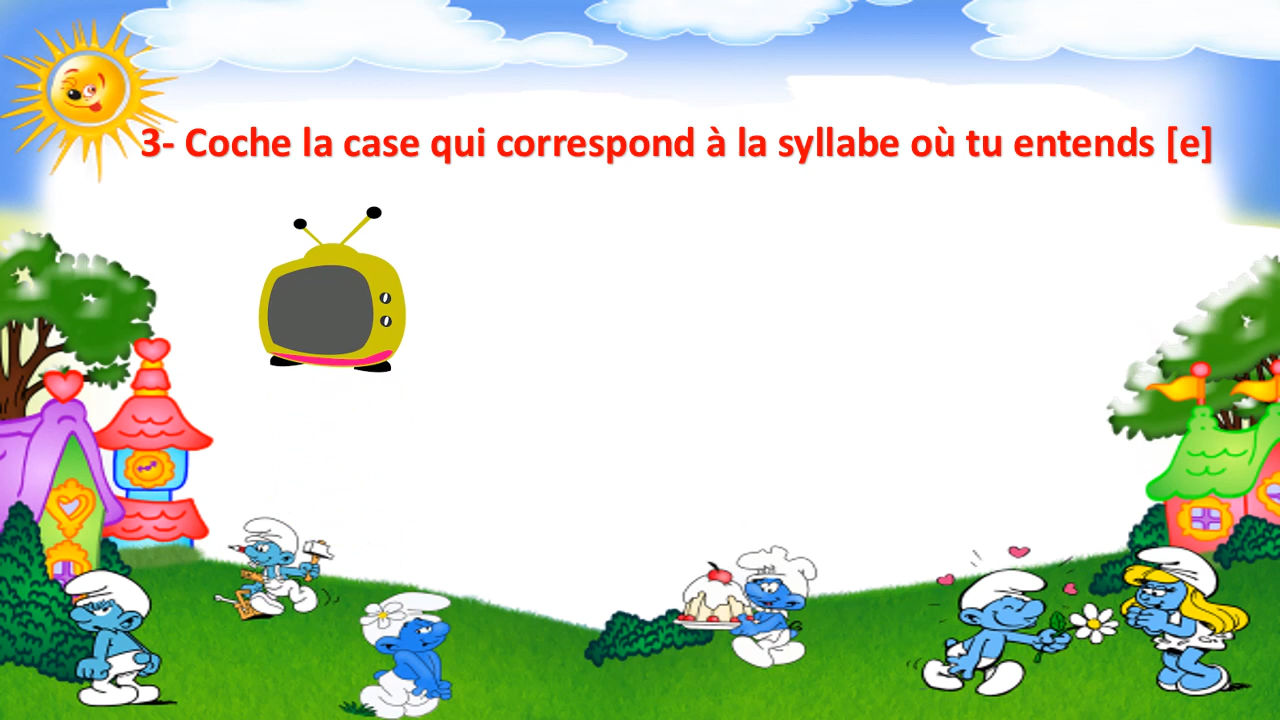 3- Coche la case qui correspond à la syllabe où tu entends [e]